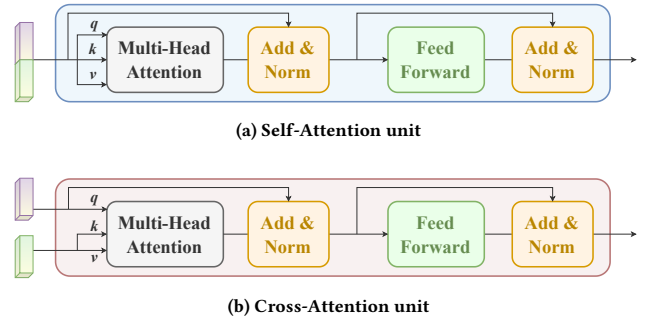 q
k
v
Multi-Head
Attention
Add &
Norm
Feed
Forward
Add &
Norm
(a) Self-Attention unit
q
k
v
Multi-Head
Attention
Add &
Norm
Feed
Forward
Add &
Norm
(b) Cross-Attention unit